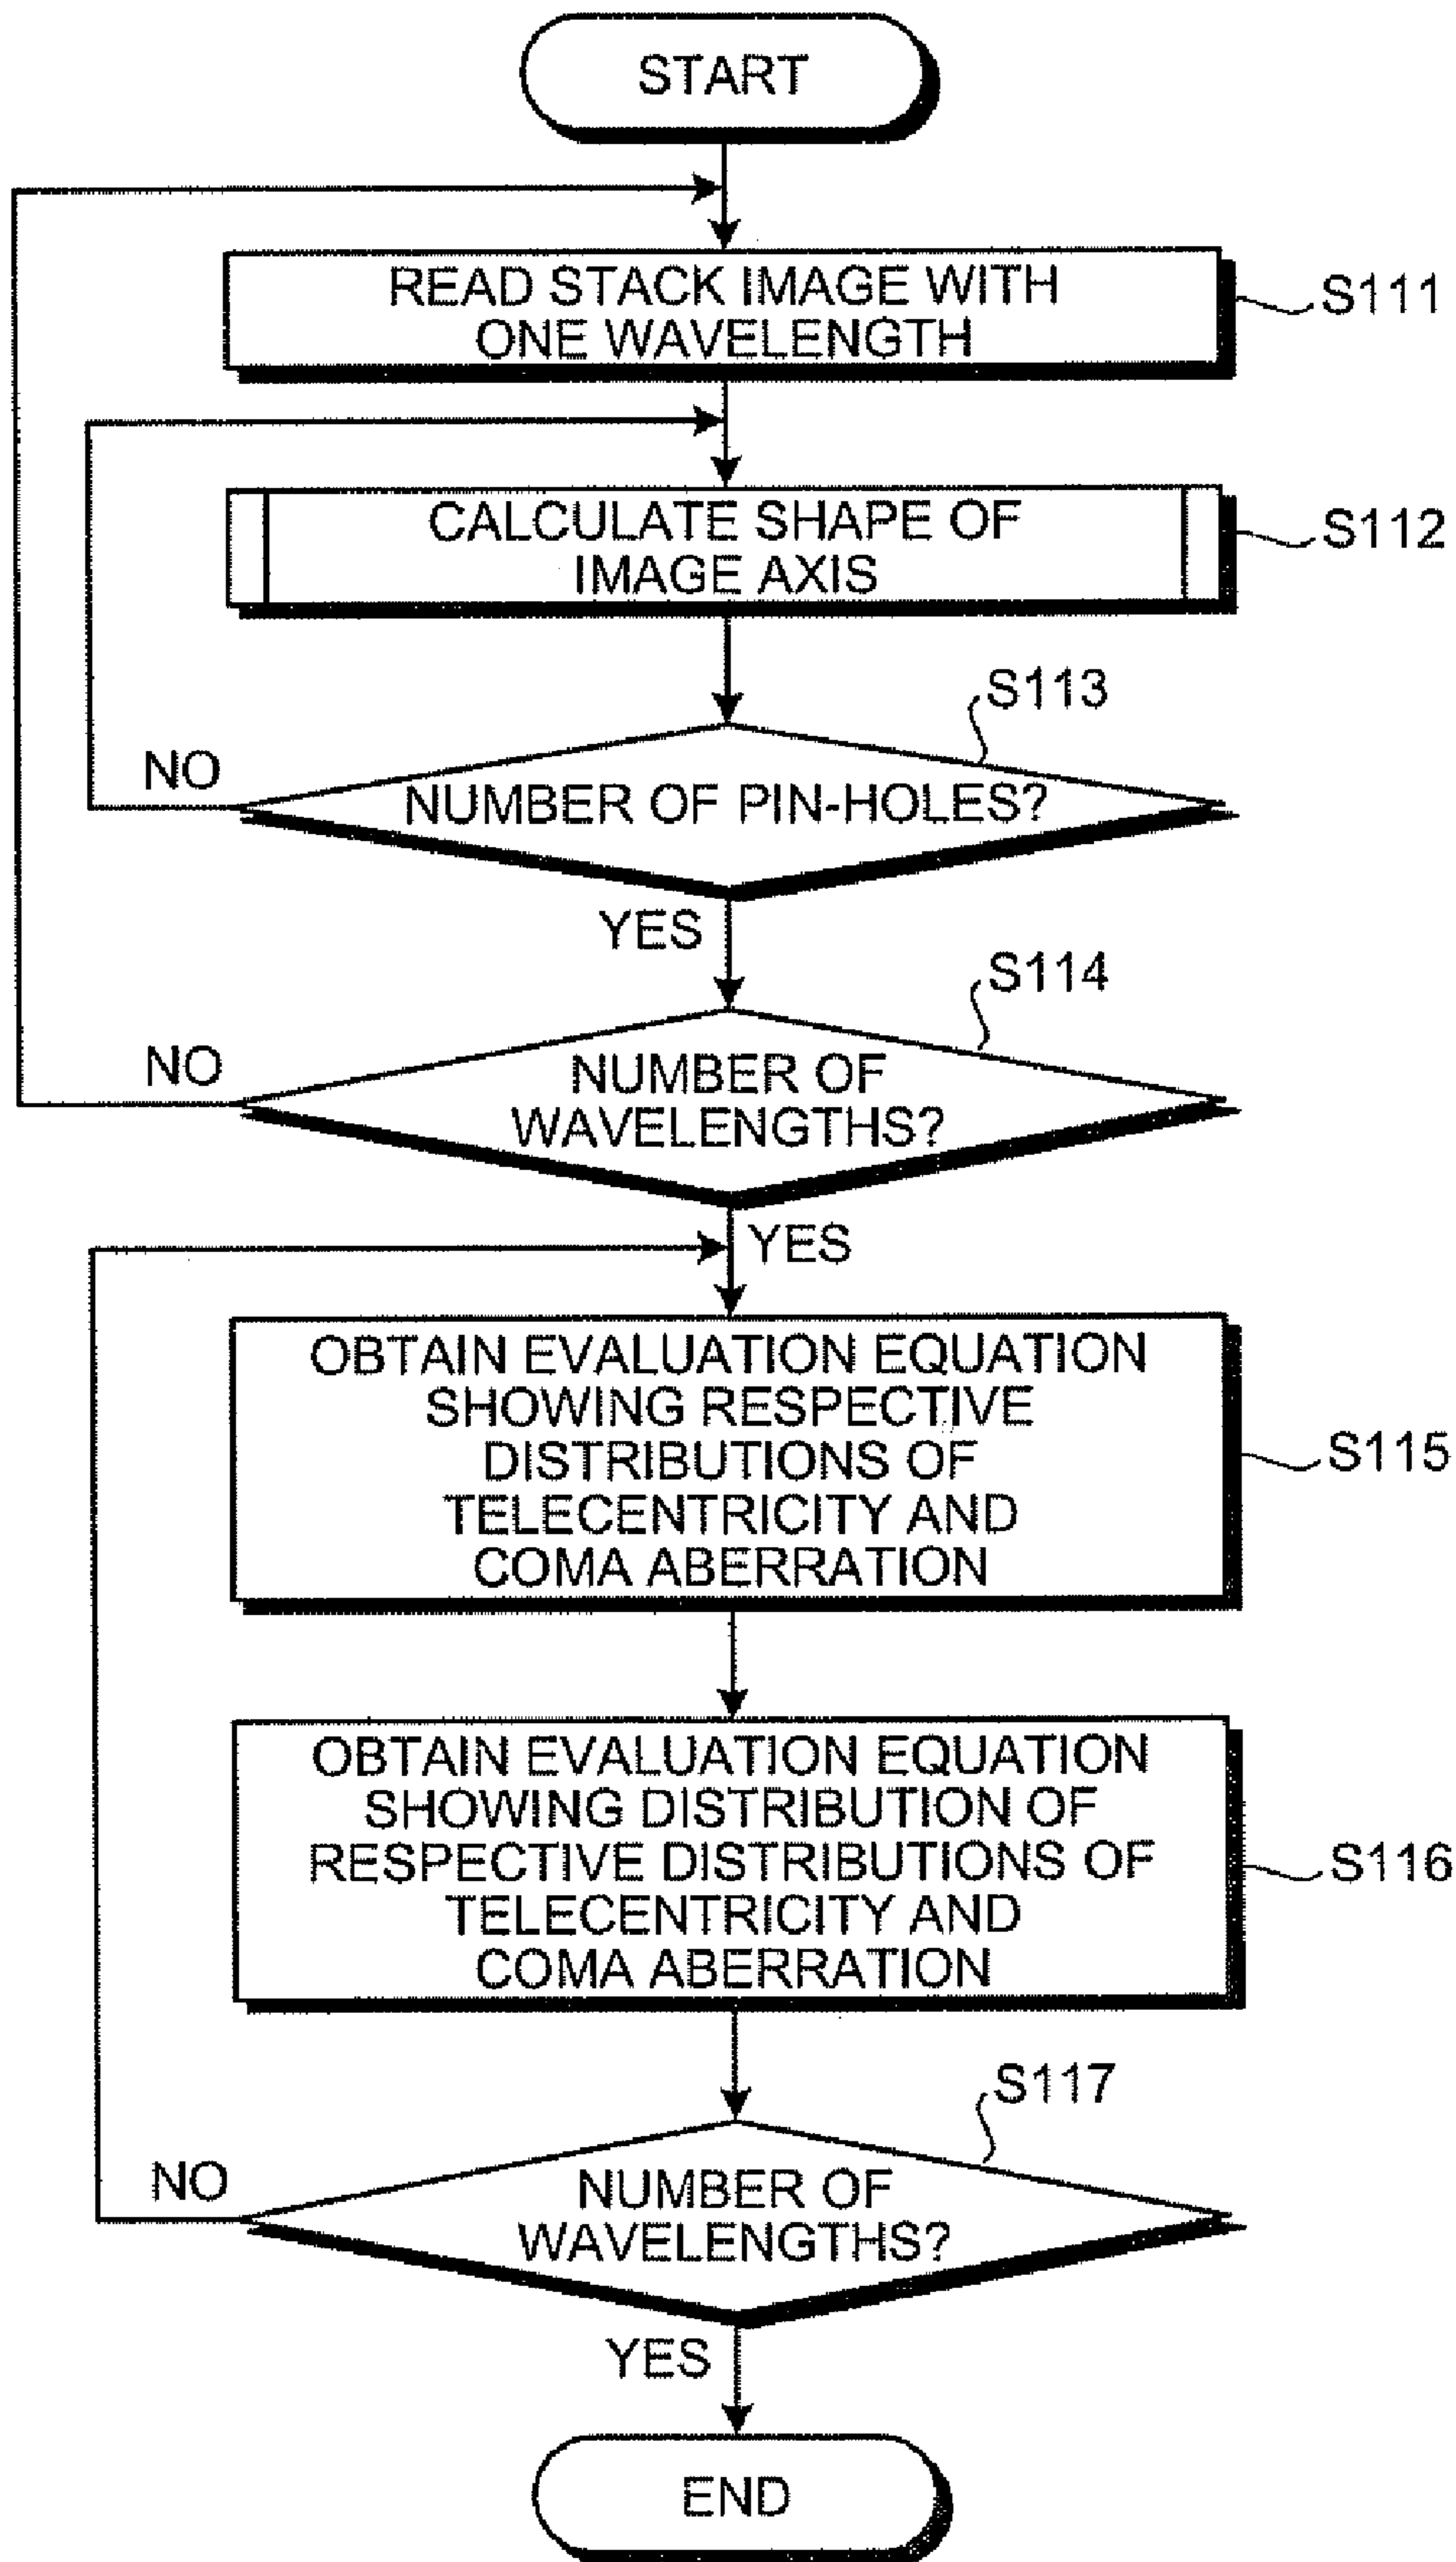 START
READ STACK IMAGE WITH
ONE WAVELENGTH
S111
CALCULATE SHAPE OF
IMAGE AXIS
S112
S113
NO
NUMBER OF PIN-HOLES?
YES
S114
NO
NUMBER OF
WAVELENGTHS?
YES
OBTAIN EVALUATION EQUATION
SHOWING RESPECTIVE
DISTRIBUTIONS OF
TELECENTRICITY AND
COMA ABERRATION
S115
OBTAIN EVALUATION EQUATION
SHOWING DISTRIBUTION OF
RESPECTIVE DISTRIBUTIONS OF
TELECENTRICITY AND
COMA ABERRATION
S116
S117
NO
NUMBER OF
WAVELENGTHS?
YES
END